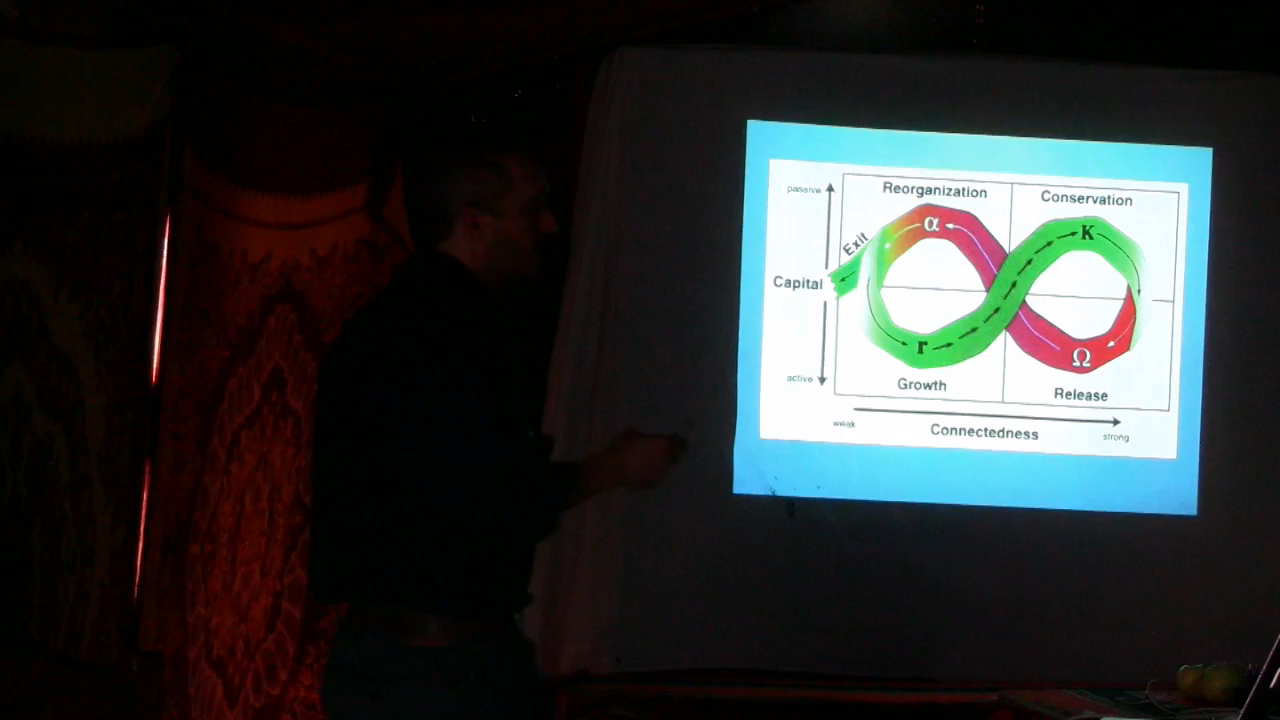 passive
Reorganization
Conservation
Exit
α
K
Capital
r
Ω
active
Growth
Release
weak
Connectedness
strong